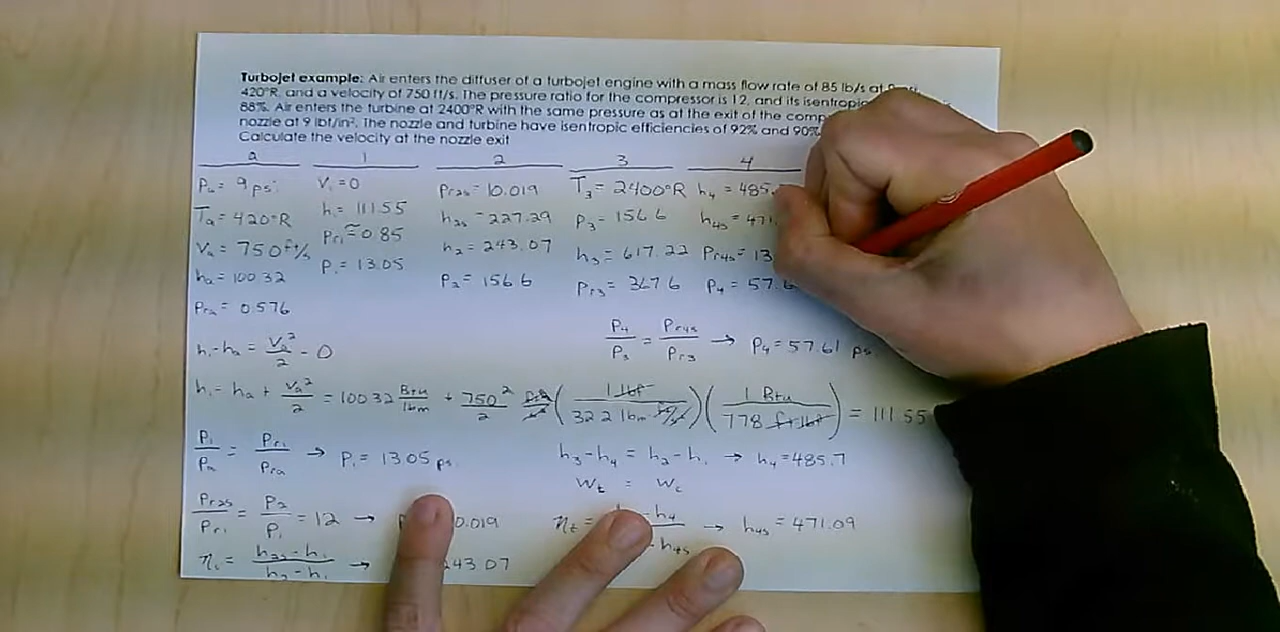 Turbojet example: Air enters the diffuser of a turbojet engine with a mass flow rate of 85 lb/s at
420°R, and a velocity of 750 ft/s. The pressure ratio for the compressor is 12, and its isentropic
88%. Air enters the turbine at 2400°R with the same pressure as at the exit of the
nozzle at 9 lbf/in². The nozzle and turbine have isentropic efficiencies of 92% and 90%
Calculate the velocity at the nozzle exit
a 1 2 3 4
Pa = 9 psi V1 = 0 Pr2s = 10.019 T3 = 2400°R h4 = 485.
Ta = 420°R h1 = 111.55 h2s = 227.29 P3 = 156.6 h4s = 471.
Va = 750 ft/s Pr1 ≈ 0.85 h2 = 243.07 h3 = 617.22 Pr4s = 13
ha = 100.32 P1 = 13.05 P2 = 156.6 Pr3 = 367.6 P4 = 57.6
Pra = 0.576
P4/P3 = Pr4s/Pr3 → P4 = 57.61 psi
h1 - ha = Va²/2 - 0
h1 = ha + Va²/2 = 100.32 Btu/lbm + 750²/2 ft²/s² (1 lbf/32.2 lbm ft/s²)(1 Btu/778 ft lbf) = 111.55
P1/Pa = Pr1/Pra → P1 = 13.05 psi
h3 - h4 = h2 - h1 → h4 = 485.7
Wt = Wc
Pr2s/Pr1 = P2/P1 = 12 → 0.019
ηt = - h4 / - h4s → h4s = 471.09
ηc = h2s - h1 / h2 - h1 → 243.07